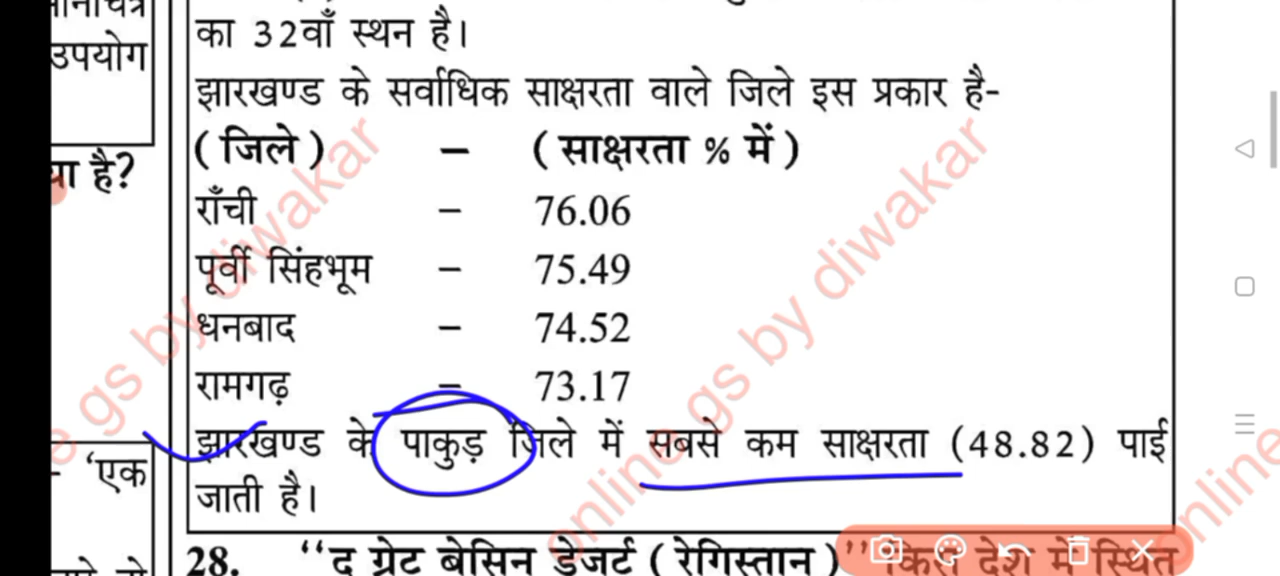 उपयोग
का 32वाँ स्थन है।
झारखण्ड के सर्वाधिक साक्षरता वाले जिले इस प्रकार है-
(जिले) – (साक्षरता % में)
है?
राँची – 76.06
पूर्वी सिंहभूम – 75.49
धनबाद – 74.52
रामगढ़ – 73.17
झारखण्ड के पाकुड़ जिले में सबसे कम साक्षरता (48.82) पाई
जाती है।
- ‘एक
28. ‘‘द ग्रेट बेसिन डेजर्ट (रेगिस्तान)’’ किस देश में स्थित
gs by diwakar
online gs by diwakar
online